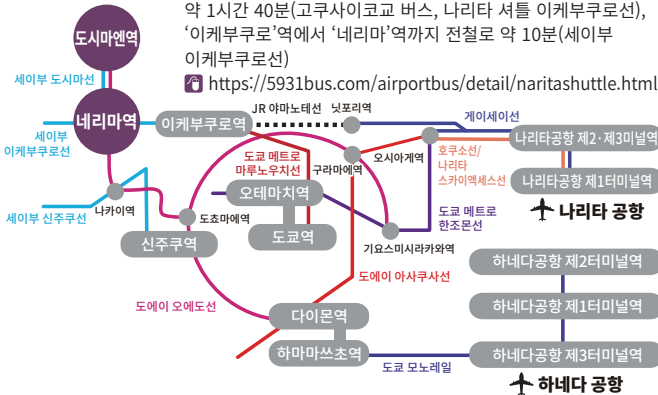 약 1시간 40분(고쿠사이코교 버스, 나리타 셔틀 이케부쿠로선),
‘이케부쿠로’역에서 ‘네리마’역까지 전철로 약 10분(세이부
이케부쿠로선)
https://5931bus.com/airportbus/detail/naritashuttle.html
도시마엔역
세이부 도시마선
네리마역
세이부
이케부쿠로선
이케부쿠로역
JR 야마노테선
닛포리역
게이세이선
나리타공항 제2·제3미널역
호쿠소선/
나리타
스카이액세스선
나리타공항 제1터미널역
나리타 공항
도쿄 메트로
마루노우치선
구라마에역
오시아게역
오테마치역
도쿄역
도쿄 메트로
한조몬선
기요스미시라카와역
나카이역
세이부 신주쿠선
도쵸마에역
신주쿠역
도에이 오에도선
도에이 아사쿠사선
다이몬역
하마마쓰초역
도쿄 모노레일
하네다공항 제2터미널역
하네다공항 제1터미널역
하네다공항 제3터미널역
하네다 공항